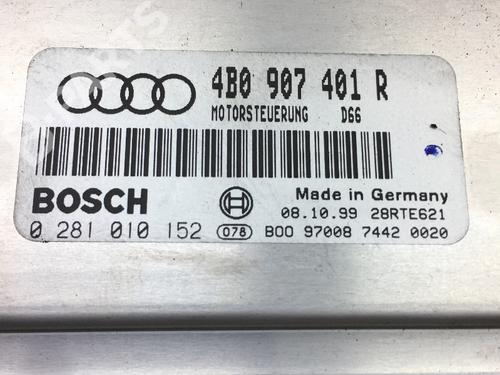 4B0 907 401 R
MOTORSTEUERUNG D66
BOSCH
Made in Germany
08.10.99 28RTE621
0 281 010 152 078 B00 97008 7442 0020